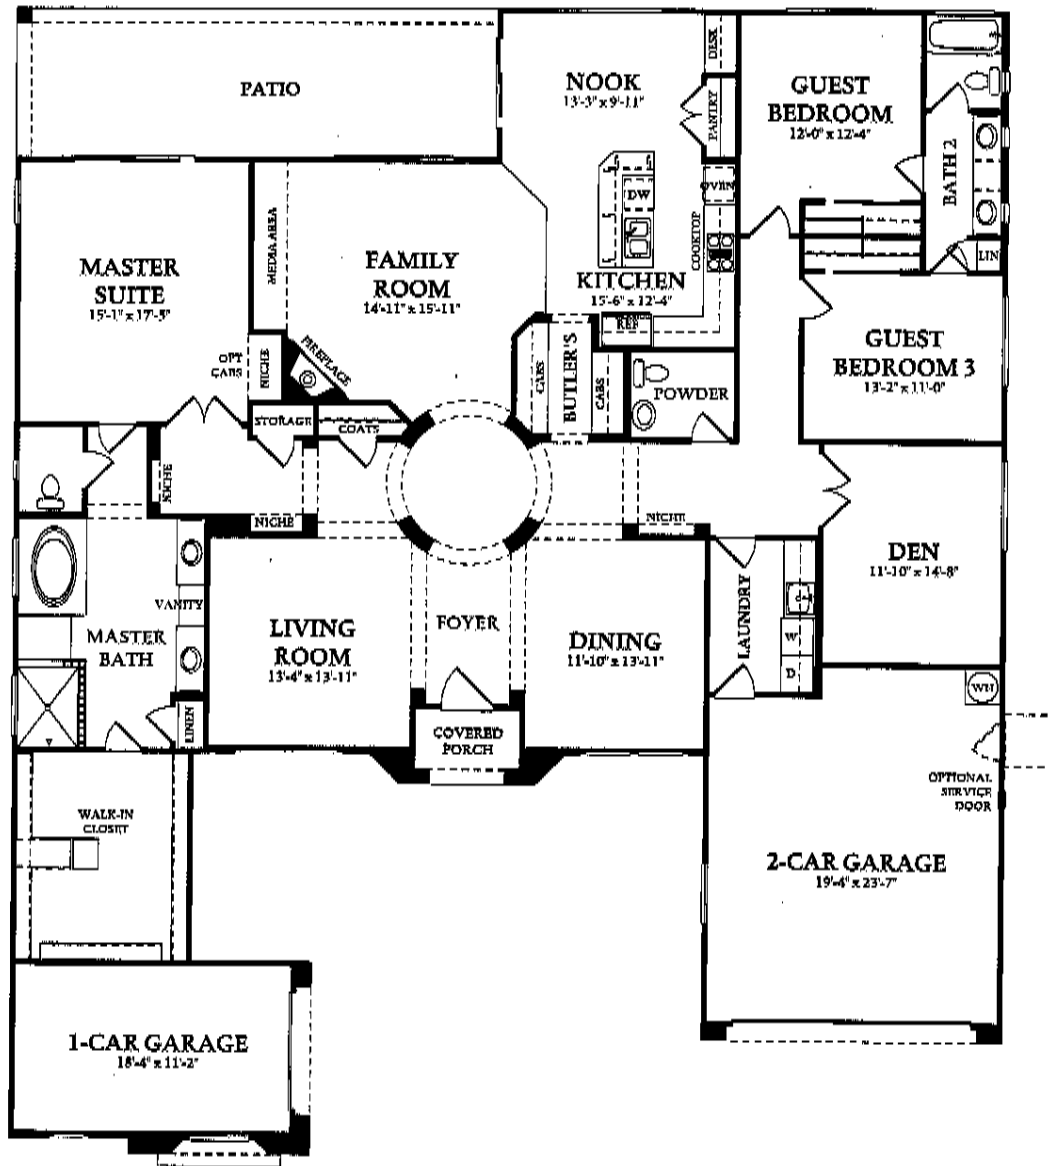 PATIO
NOOK
13'-3" x 9'-11"
DESK
PANTRY
GUEST
BEDROOM
12'-0" x 12'-4"
BATH 2
LIN
MASTER
SUITE
15'-1" x 17'-5"
MEDIA AREA
FAMILY
ROOM
14'-11" x 15'-11"
DW
OVEN
COOKTOP
KITCHEN
15'-6" x 12'-4"
REF
GUEST
BEDROOM 3
13'-2" x 11'-0"
OPT
CABS
NICHE
FIREPLACE
CABS
BUTLER'S
CABS
POWDER
STORAGE
COATS
NICHE
NICHE
NICHE
DEN
11'-10" x 14'-8"
VANITY
MASTER
BATH
LINEN
LIVING
ROOM
13'-4" x 13'-11"
FOYER
DINING
11'-10" x 13'-11"
LAUNDRY
W
D
WH
COVERED
PORCH
OPTIONAL
SERVICE
DOOR
WALK-IN
CLOSET
2-CAR GARAGE
19'-4" x 23'-7"
1-CAR GARAGE
18'-4" x 11'-2"